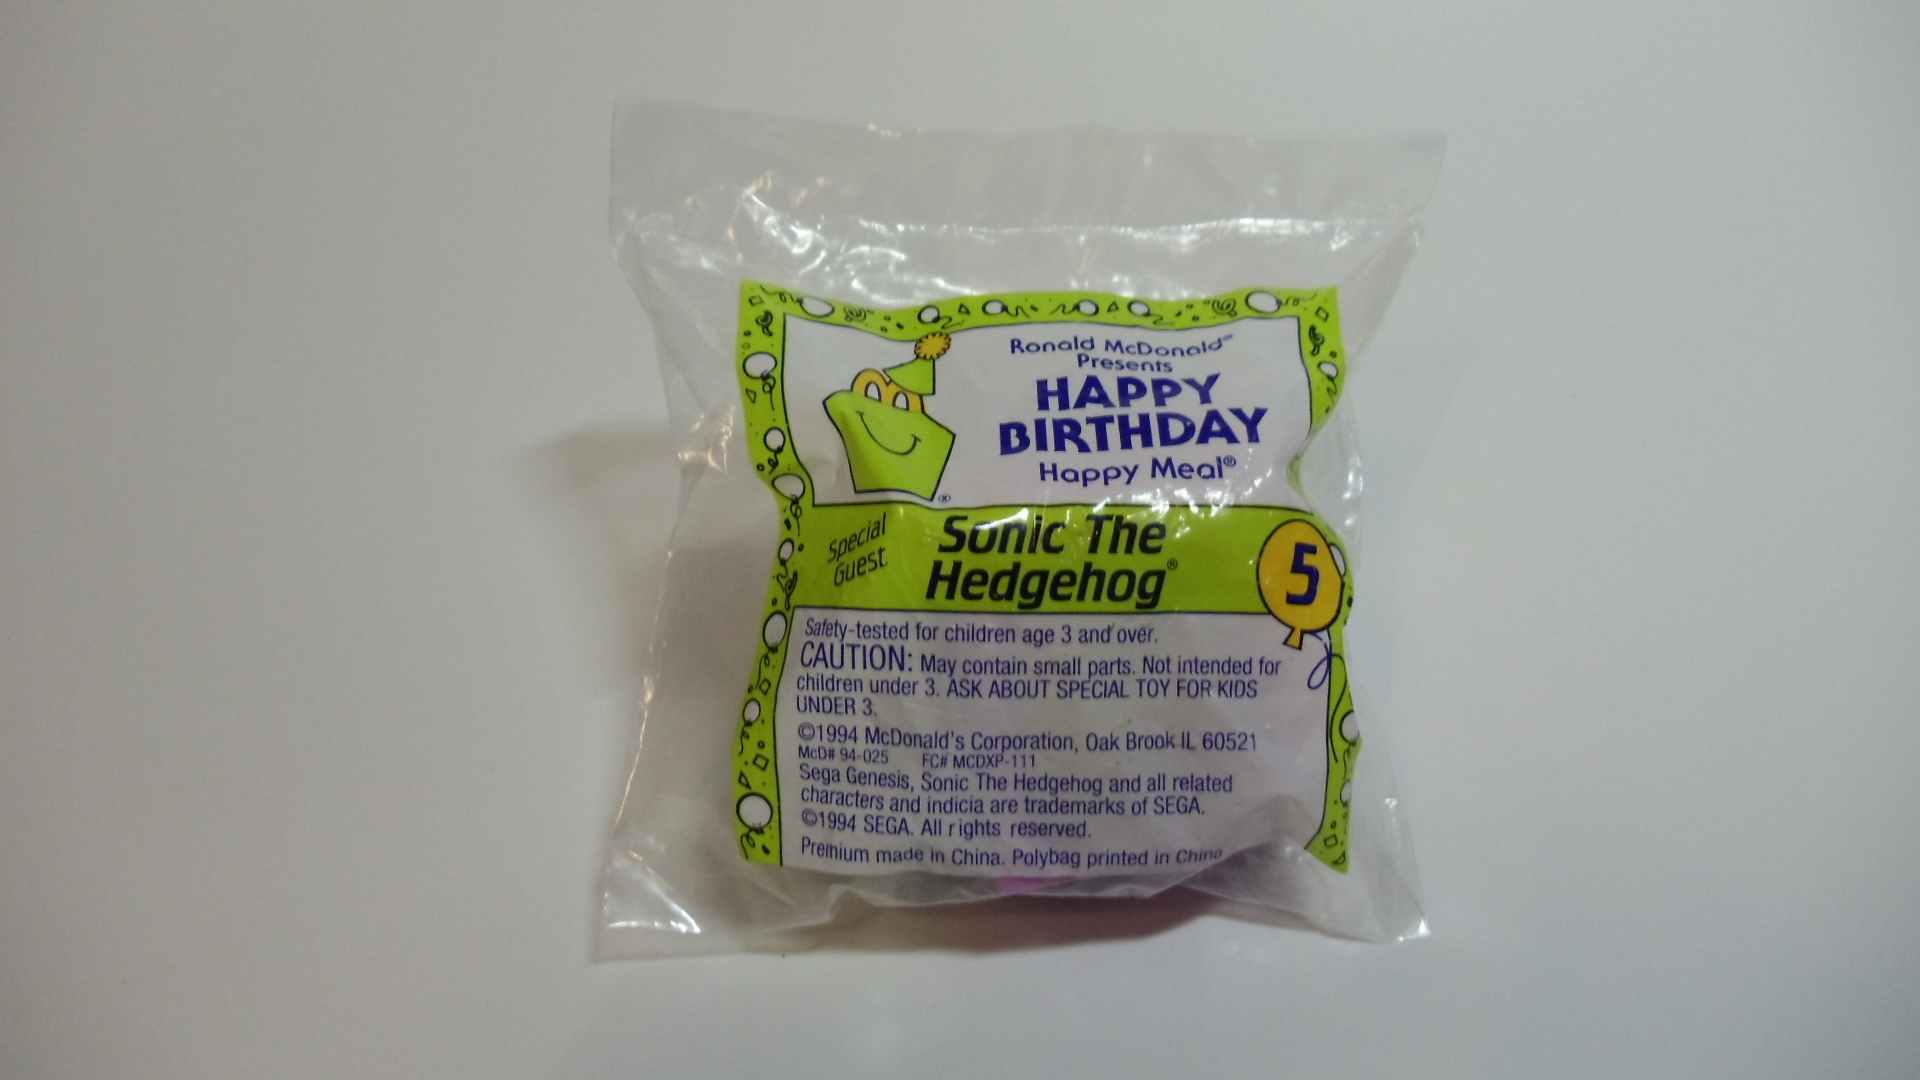 Ronald McDonald®
Presents
HAPPY
BIRTHDAY
Happy Meal®
®
Special
Guest
Sonic The
Hedgehog®
5
Safety-tested for children age 3 and over.
CAUTION: May contain small parts. Not intended for
children under 3. ASK ABOUT SPECIAL TOY FOR KIDS
UNDER 3.
©1994 McDonald's Corporation, Oak Brook IL 60521
McD# 94-025 FC# MCDXP-111
Sega Genesis, Sonic The Hedgehog and all related
characters and indicia are trademarks of SEGA.
©1994 SEGA. All rights reserved.
Premium made in China. Polybag printed in China